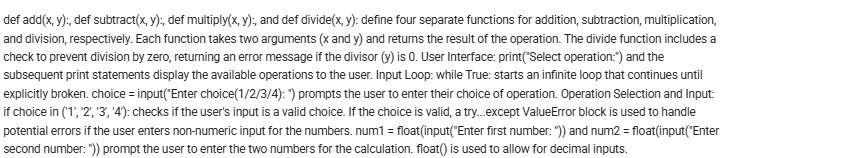 def add(x, y):, def subtract(x, y):, def multiply(x, y):, and def divide(x, y): define four separate functions for addition, subtraction, multiplication,
and division, respectively. Each function takes two arguments (x and y) and returns the result of the operation. The divide function includes a
check to prevent division by zero, returning an error message if the divisor (y) is 0. User Interface: print("Select operation:") and the
subsequent print statements display the available operations to the user. Input Loop: while True: starts an infinite loop that continues until
explicitly broken. choice = input("Enter choice(1/2/3/4): ") prompts the user to enter their choice of operation. Operation Selection and Input:
if choice in ('1', '2', '3', '4'): checks if the user's input is a valid choice. If the choice is valid, a try...except ValueError block is used to handle
potential errors if the user enters non-numeric input for the numbers. num1 = float(input("Enter first number: ")) and num2 = float(input("Enter
second number: ")) prompt the user to enter the two numbers for the calculation. float() is used to allow for decimal inputs.